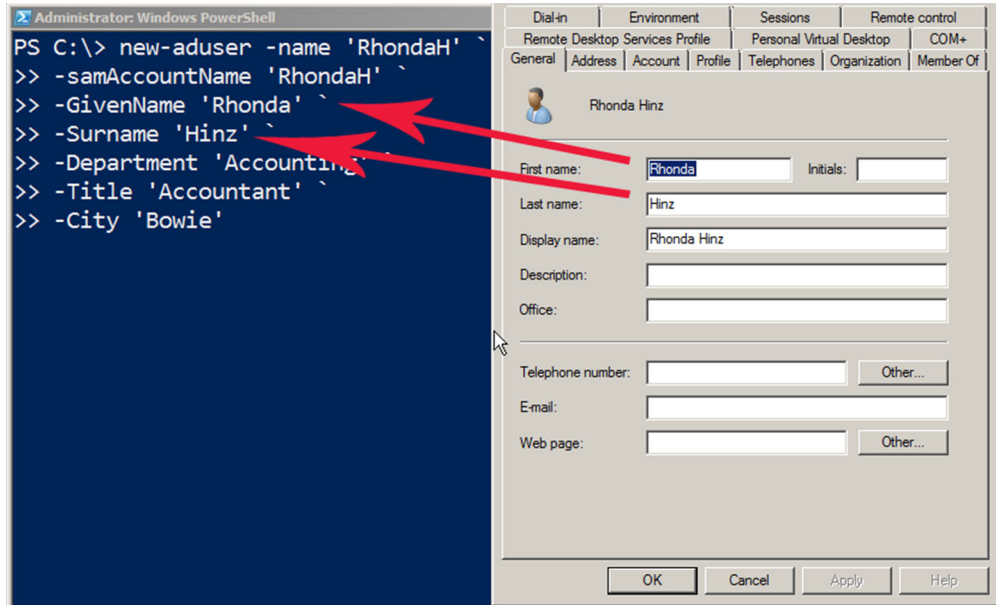 Administrator: Windows PowerShell
PS C:\> new-aduser -name 'RhondaH' `
>> -samAccountName 'RhondaH' `
>> -GivenName 'Rhonda' `
>> -Surname 'Hinz' `
>> -Department 'Accounting' `
>> -Title 'Accountant' `
>> -City 'Bowie'
Dial-in Environment Sessions Remote control
Remote Desktop Services Profile Personal Virtual Desktop COM+
General Address Account Profile Telephones Organization Member Of
Rhonda Hinz
First name: Rhonda Initials:
Last name: Hinz
Display name: Rhonda Hinz
Description:
Office:
Telephone number: Other...
E-mail:
Web page: Other...
OK Cancel Apply Help